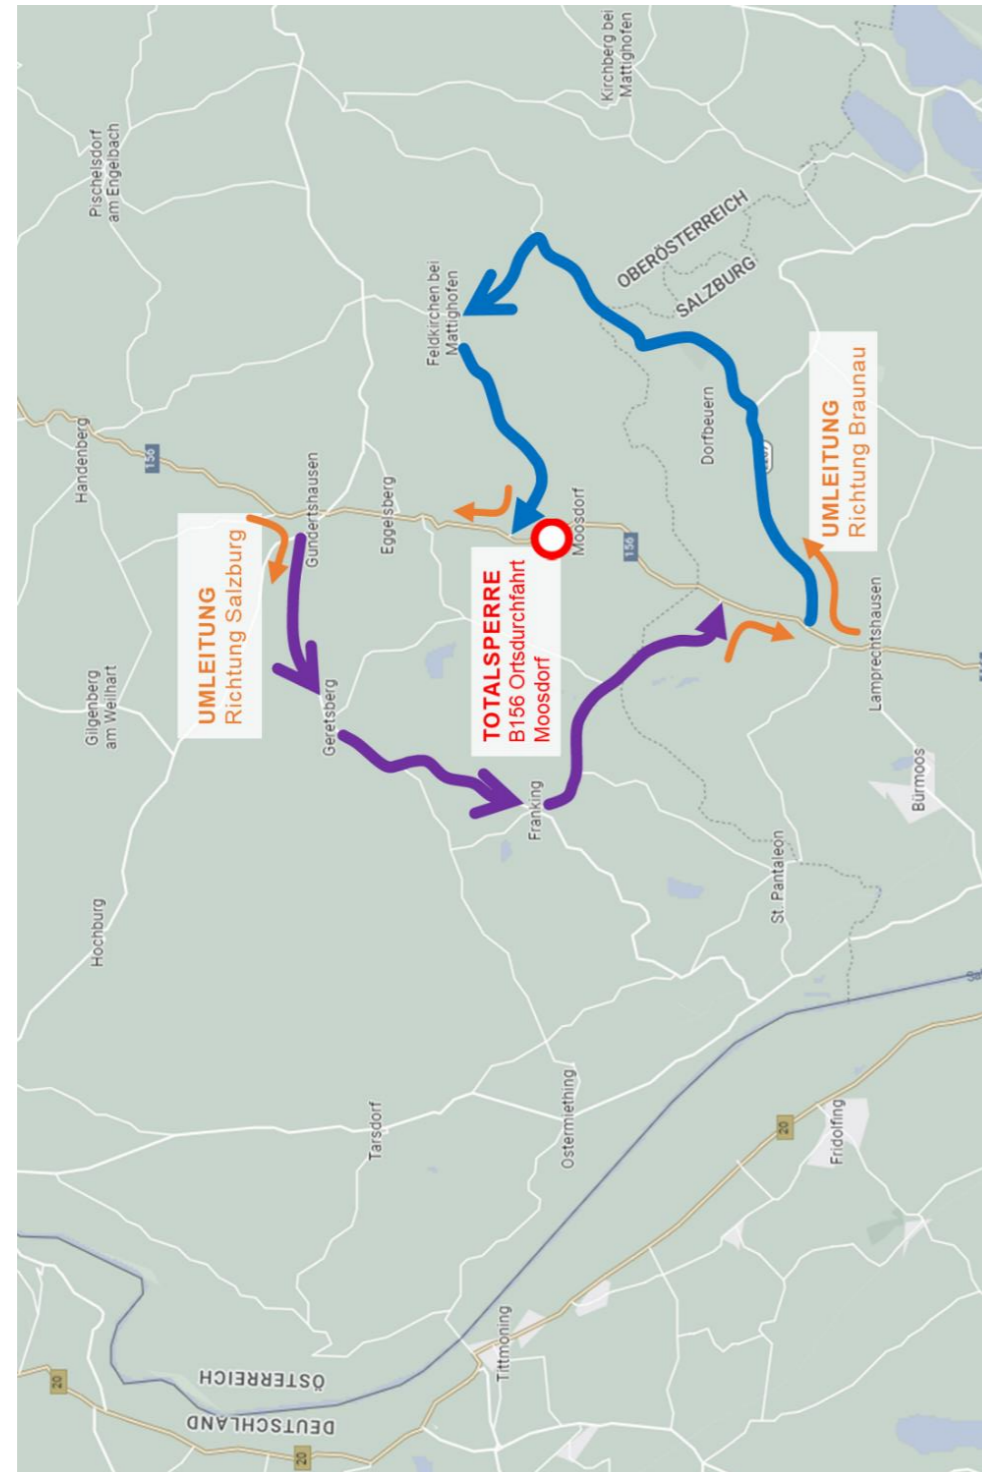 20
Hochburg
Gilgenberg
am Weilhart
Pischelsdorf
am Engelbach
Handenberg
156
UMLEITUNG
Richtung Salzburg
ÖSTERREICH
DEUTSCHLAND
20
Gundertshausen
Geretsberg
Tarsdorf
Eggelsberg
Feldkirchen bei
Mattighofen
TOTALSPERRE
B156 Ortsdurchfahrt
Moosdorf
Tittmoning
Franking
Ostermiething
Moosdorf
Kirchberg bei
Mattighofen
156
OBERÖSTERREICH
SALZBURG
Dorfbeuern
St. Pantaleon
20
UMLEITUNG
Richtung Braunau
Fridolfing
Lamprechtshausen
Bürmoos